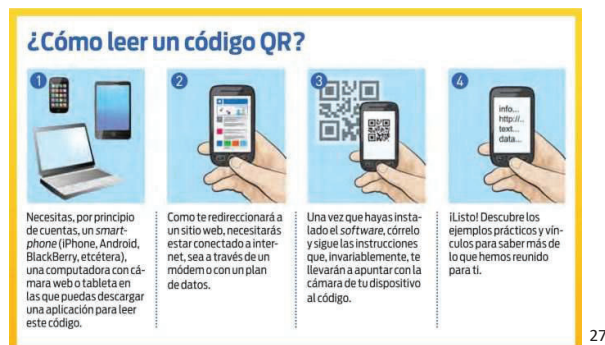 ¿Cómo leer un código QR?
1
2
3
4
info...
http://..
text...
data...
Necesitas, por principio
de cuentas, un smart-
phone (iPhone, Android,
BlackBerry, etcétera),
una computadora con cá-
mara web o tableta en
las que puedas descargar
una aplicación para leer
este código.
Como te redireccionará a
un sitio web, necesitarás
estar conectado a inter-
net, sea a través de un
módem o con un plan
de datos.
Una vez que hayas insta-
lado el software, córrelo
y sigue las instrucciones
que, invariablemente, te
llevarán a apuntar con la
cámara de tu dispositivo
al código.
¡Listo! Descubre los
ejemplos prácticos y vín-
culos para saber más de
lo que hemos reunido
para ti.
27